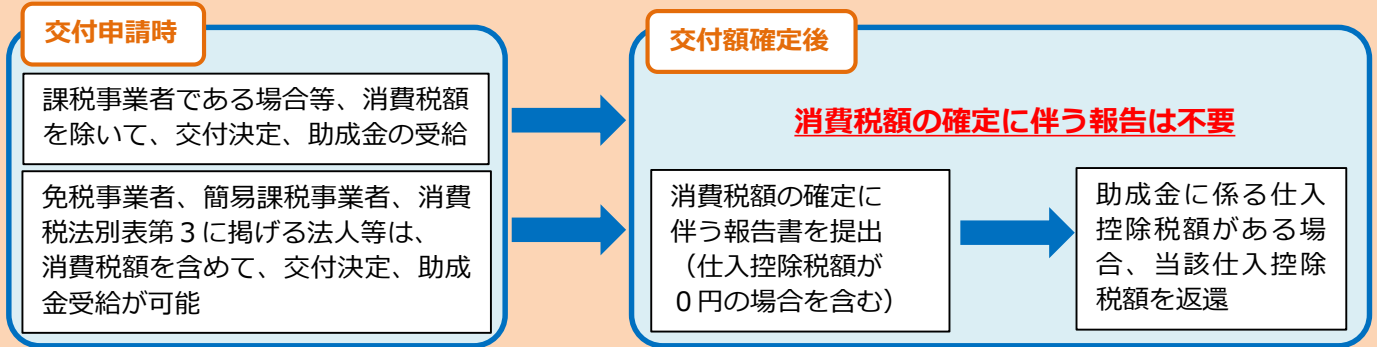 交付申請時
課税事業者である場合等、消費税額
を除いて、交付決定、助成金の受給
免税事業者、簡易課税事業者、消費
税法別表第３に掲げる法人等は、
消費税額を含めて、交付決定、助成
金受給が可能
交付額確定後
消費税額の確定に伴う報告は不要
消費税額の確定に
伴う報告書を提出
（仕入控除税額が
０円の場合を含む）
助成金に係る仕入
控除税額がある場
合、当該仕入控除
税額を返還